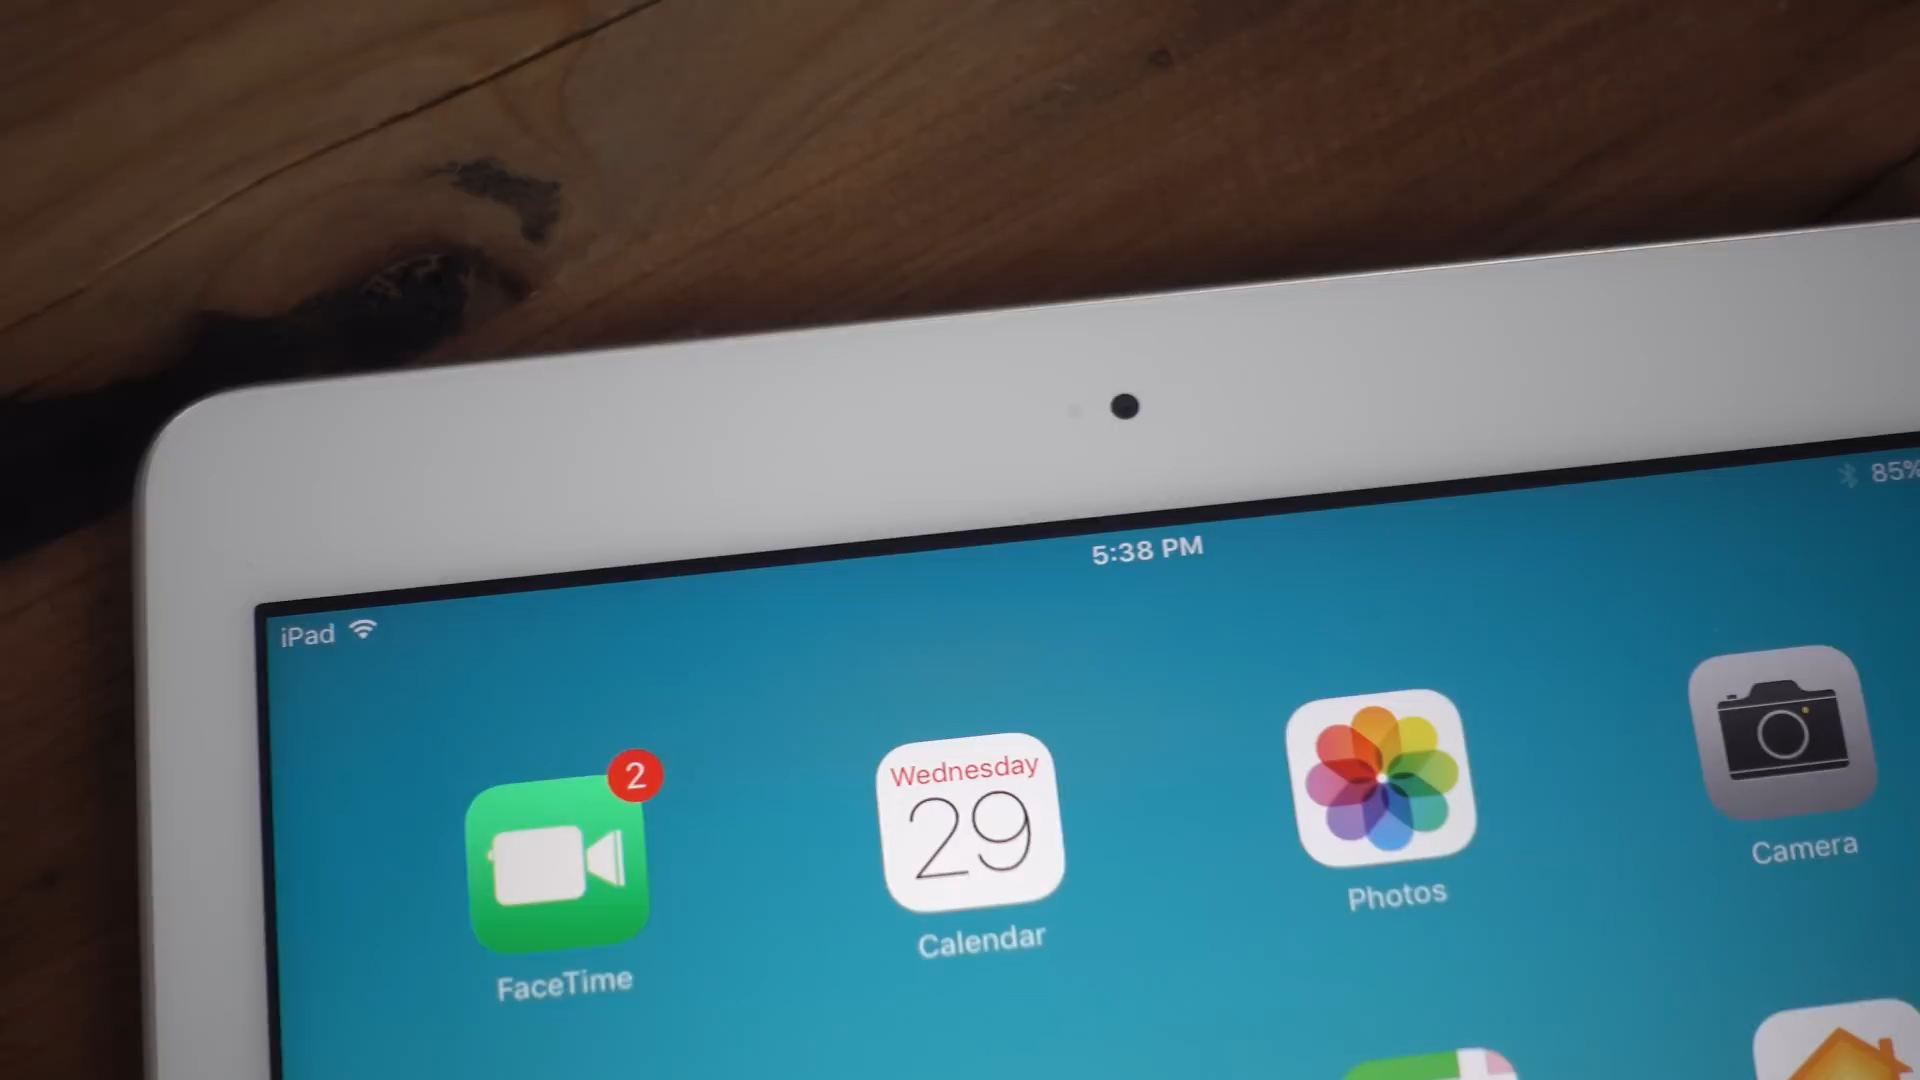 85%
5:38 PM
iPad
2
Wednesday
29
FaceTime
Calendar
Photos
Camera